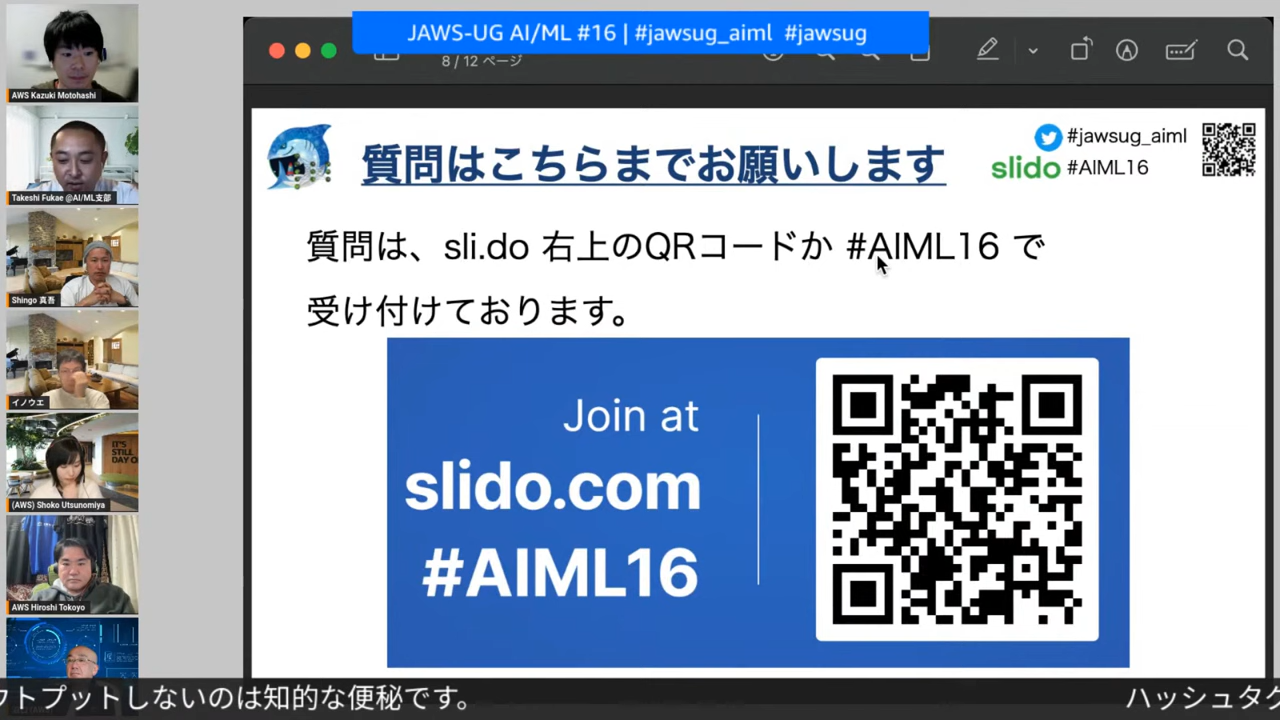 JAWS-UG AI/ML #16 | #jawsug_aiml #jawsug
8 / 12 ページ
AWS Kazuki Motohashi
Takeshi Fukae @AI/ML支部
Shingo 真吾
イノウエ
IT'S
STILL
DAY O
(AWS) Shoko Utsunomiya
AWS Hiroshi Tokoyo
質問はこちらまでお願いします
#jawsug_aiml
slido #AIML16
質問は、sli.do 右上のQRコードか #AIML16 で
受け付けております。
Join at
slido.com
#AIML16
ウトプットしないのは知的な便秘です。 ハッシュタグ